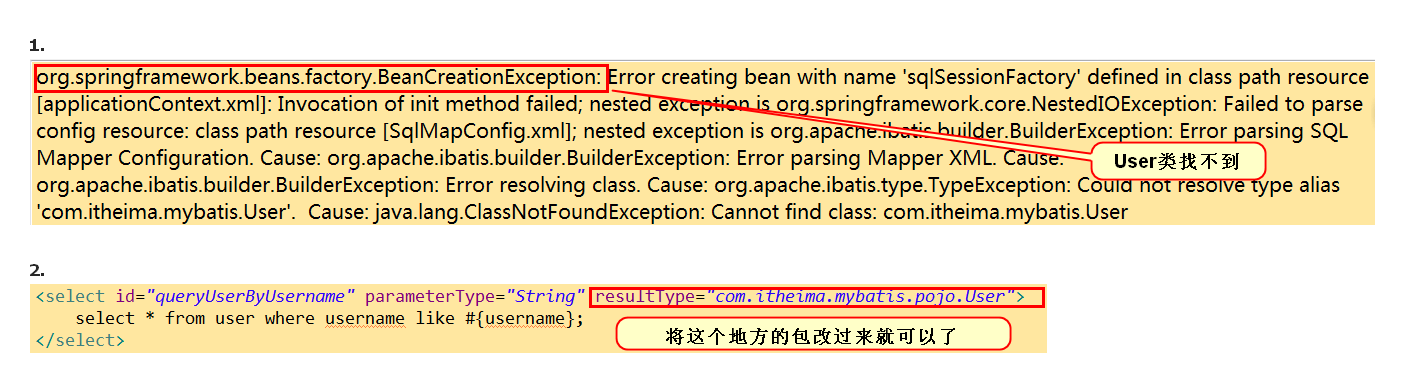 1.
org.springframework.beans.factory.BeanCreationException: Error creating bean with name 'sqlSessionFactory' defined in class path resource
[applicationContext.xml]: Invocation of init method failed; nested exception is org.springframework.core.NestedIOException: Failed to parse
config resource: class path resource [SqlMapConfig.xml]; nested exception is org.apache.ibatis.builder.BuilderException: Error parsing SQL
Mapper Configuration. Cause: org.apache.ibatis.builder.BuilderException: Error parsing Mapper XML. Cause:
User类找不到
org.apache.ibatis.builder.BuilderException: Error resolving class. Cause: org.apache.ibatis.type.TypeException: Could not resolve type alias
'com.itheima.mybatis.User'. Cause: java.lang.ClassNotFoundException: Cannot find class: com.itheima.mybatis.User
2.
<select id="queryUserByUsername" parameterType="String" resultType="com.itheima.mybatis.pojo.User">
select * from user where username like #{username};
将这个地方的包改过来就可以了
</select>